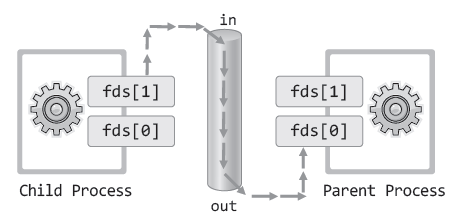 in
fds[1]
fds[1]
fds[0]
fds[0]
Child Process
Parent Process
out